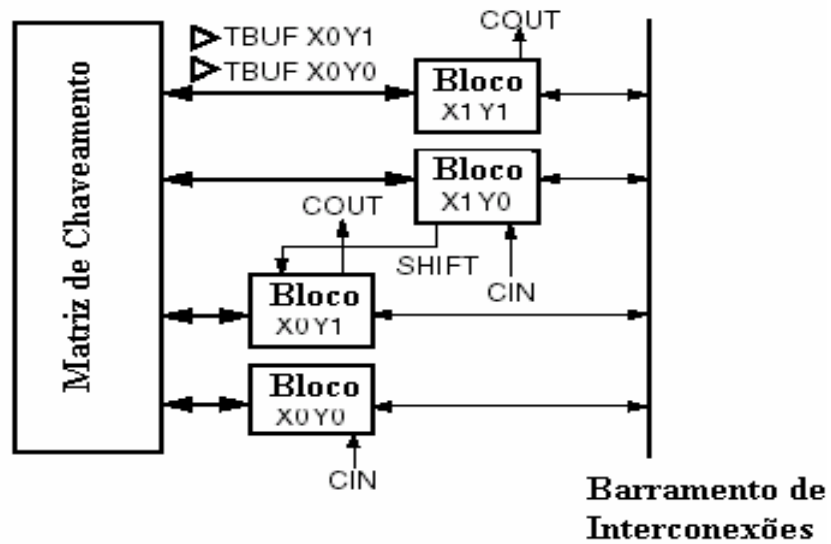 COUT
TBUF X0Y1
TBUF X0Y0
Bloco
X1Y1
Bloco
X1Y0
Matriz de Chaveamento
COUT
SHIFT
CIN
Bloco
X0Y1
Bloco
X0Y0
CIN
Barramento de
Interconexões